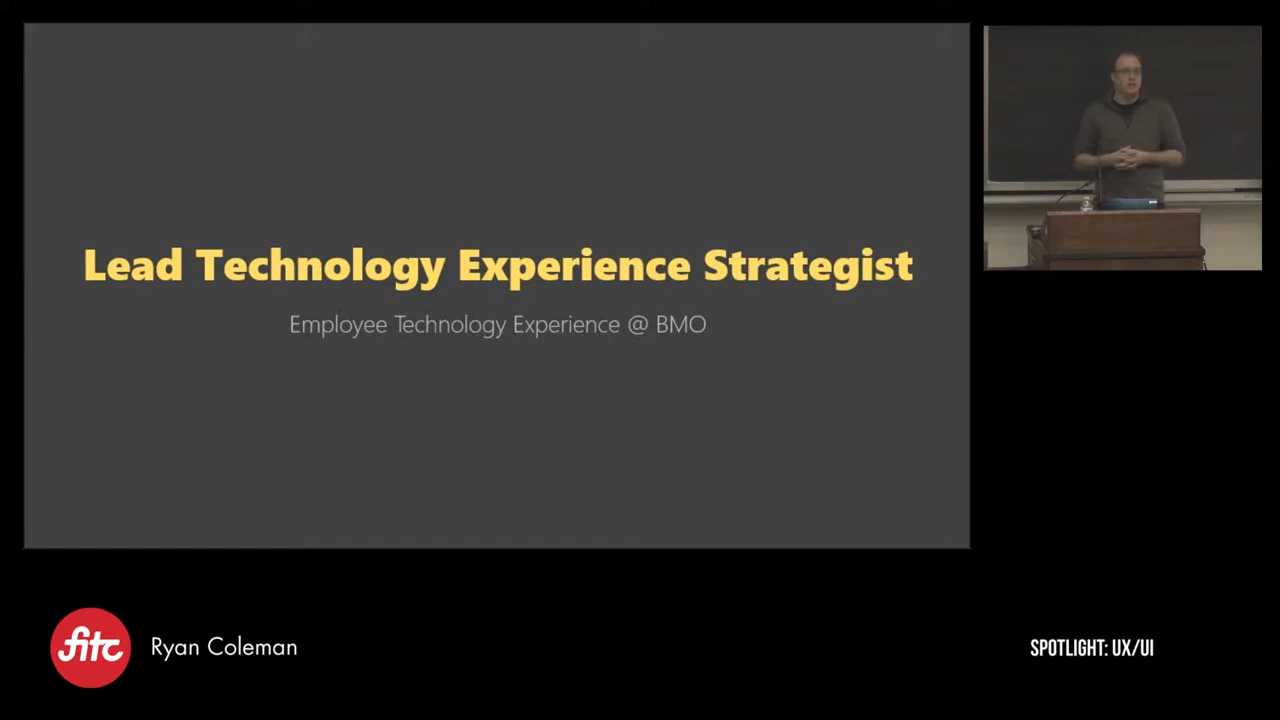 Lead Technology Experience Strategist
Employee Technology Experience @ BMO
fitc
Ryan Coleman
SPOTLIGHT: UX/UI